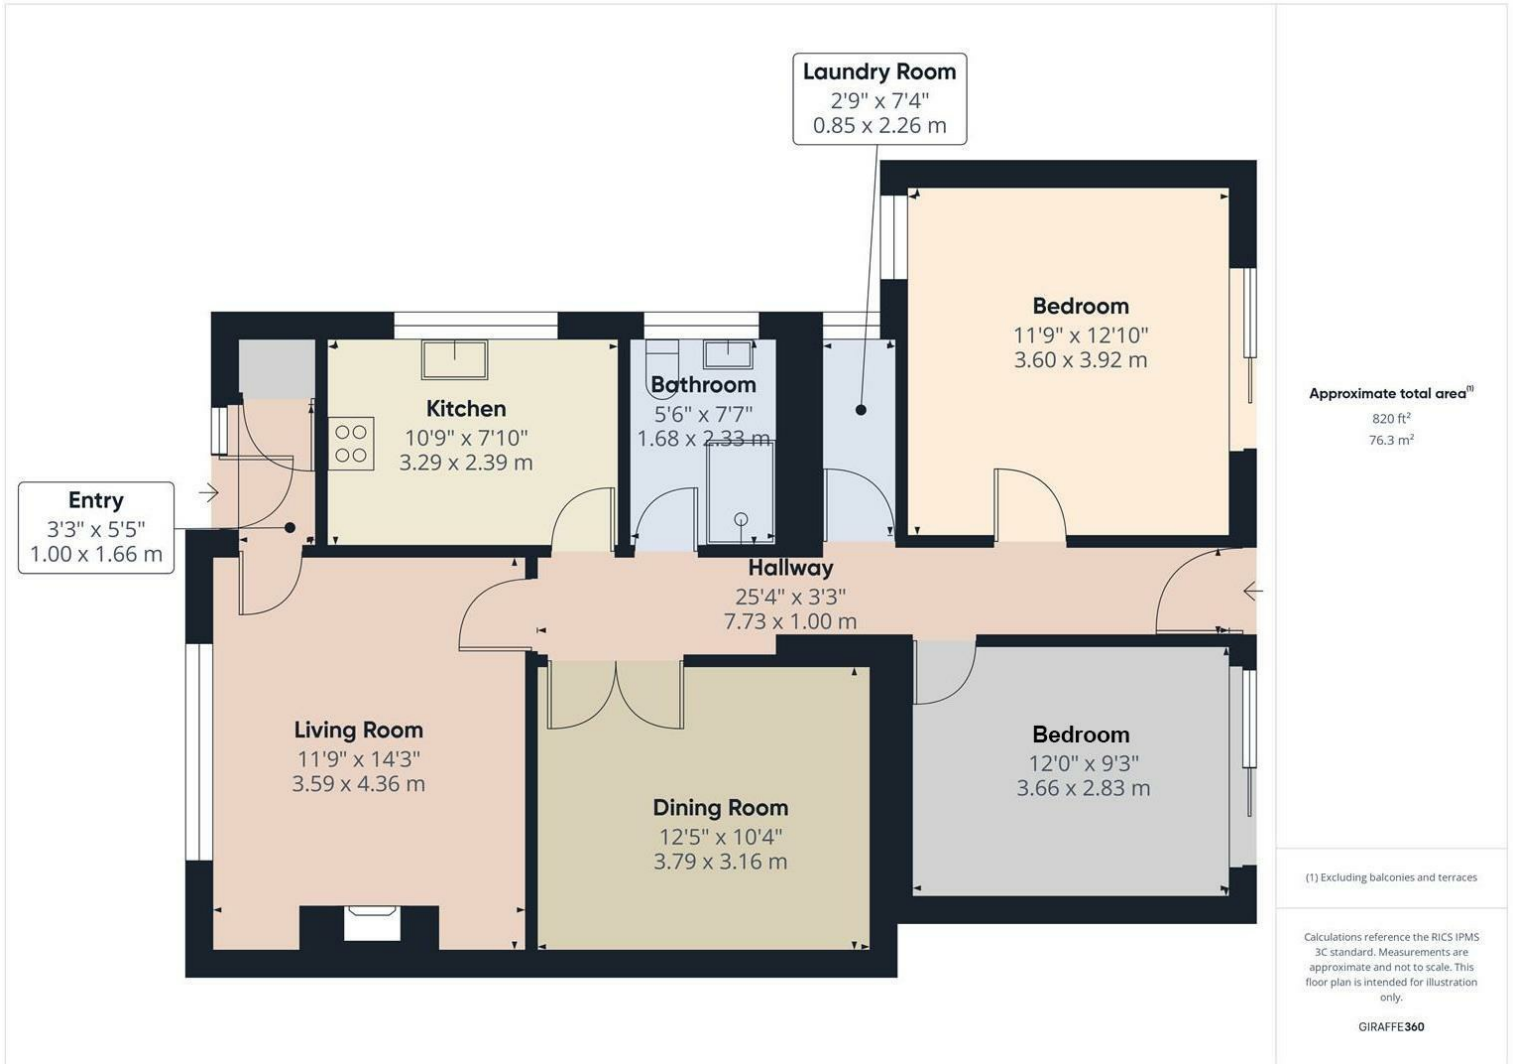 Laundry Room
2'9" x 7'4"
0.85 x 2.26 m
Bedroom
11'9" x 12'10"
3.60 x 3.92 m
Kitchen
10'9" x 7'10"
3.29 x 2.39 m
Bathroom
5'6" x 7'7"
1.68 x 2.33 m
Entry
3'3" x 5'5"
1.00 x 1.66 m
Hallway
25'4" x 3'3"
7.73 x 1.00 m
Living Room
11'9" x 14'3"
3.59 x 4.36 m
Dining Room
12'5" x 10'4"
3.79 x 3.16 m
Bedroom
12'0" x 9'3"
3.66 x 2.83 m
Approximate total area⁽¹⁾
820 ft²
76.3 m²
(1) Excluding balconies and terraces
Calculations reference the RICS IPMS
3C standard. Measurements are
approximate and not to scale. This
floor plan is intended for illustration
only.
GIRAFFE360